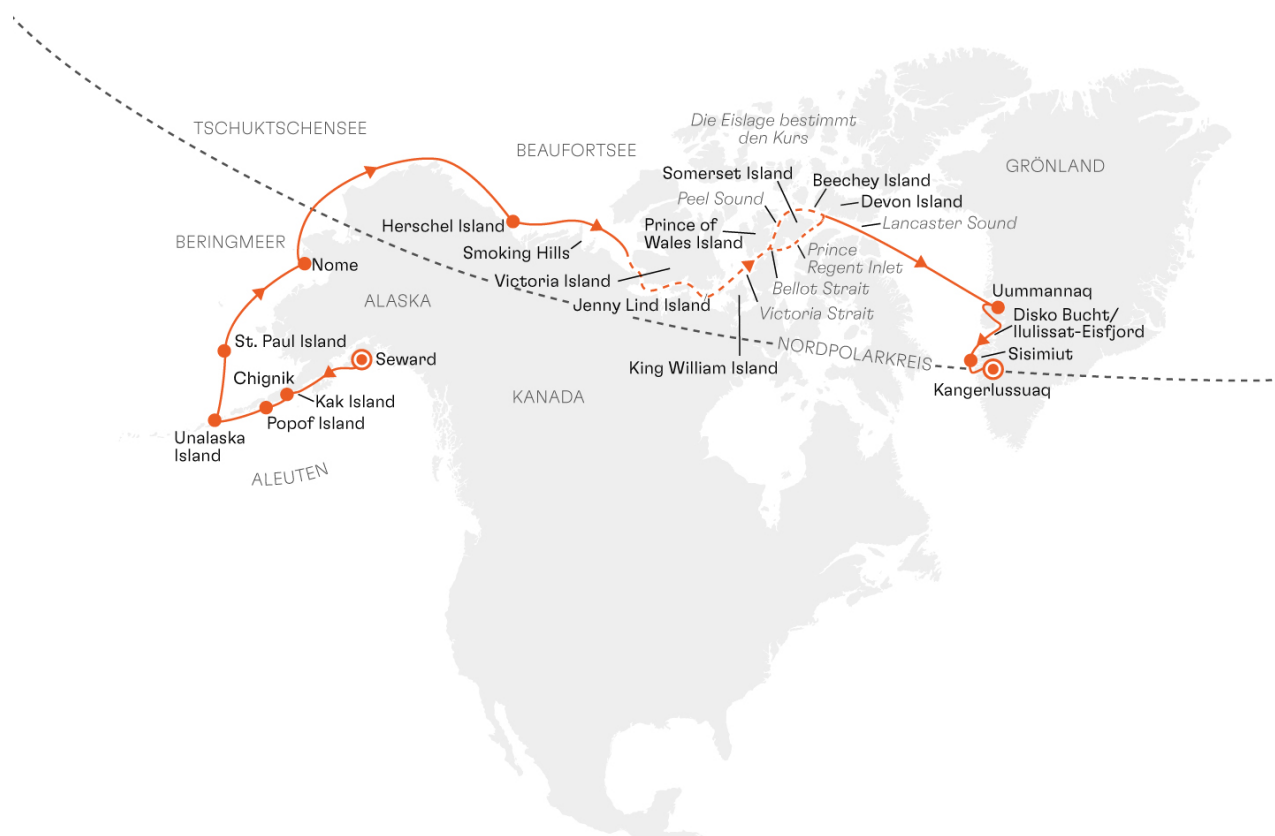 TSCHUKTSCHENSEE
BEAUFORTSEE
Die Eislage bestimmt
den Kurs
GRÖNLAND
Somerset Island
Beechey Island
Peel Sound
Devon Island
Lancaster Sound
Herschel Island
Prince of
Wales Island
BERINGMEER
Smoking Hills
Prince
Regent Inlet
Nome
Victoria Island
Bellot Strait
Uummannaq
ALASKA
Jenny Lind Island
Victoria Strait
Disko Bucht/
Ilulissat-Eisfjord
St. Paul Island
NORDPOLARKREIS
Sisimiut
Seward
King William Island
Chignik
Kangerlussuaq
Kak Island
KANADA
Popof Island
Unalaska
Island
ALEUTEN